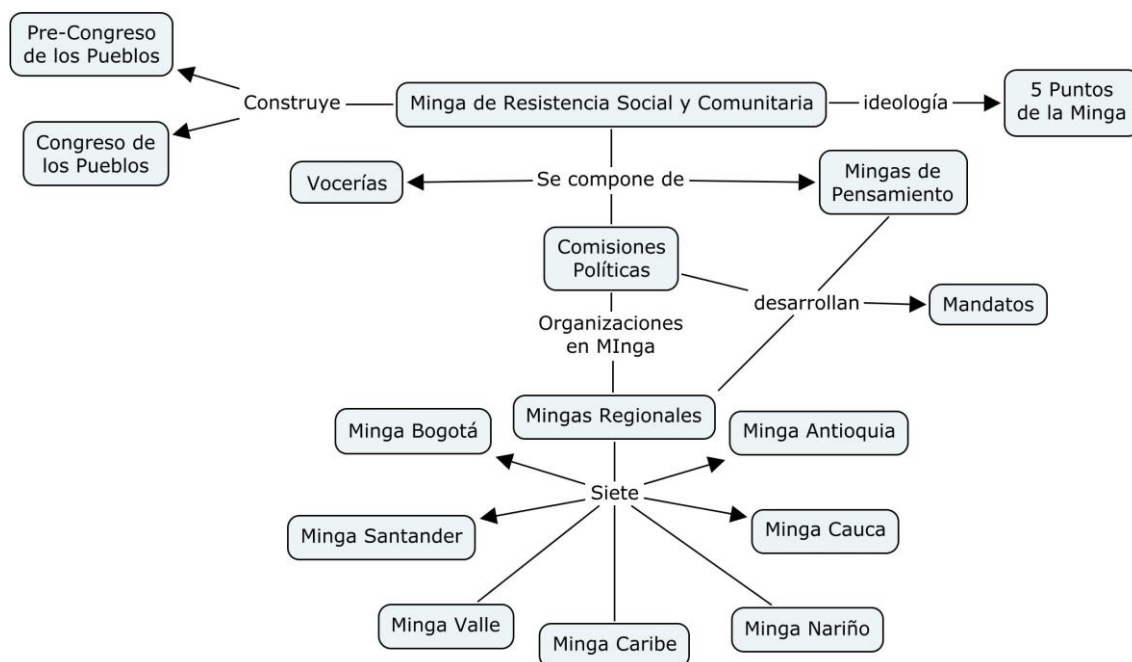 Pre-Congreso
de los Pueblos
Construye
Minga de Resistencia Social y Comunitaria
ideología
5 Puntos
de la Minga
Congreso de
los Pueblos
Vocerías
Se compone de
Mingas de
Pensamiento
Comisiones
Políticas
desarrollan
Mandatos
Organizaciones
en MInga
Mingas Regionales
Minga Bogotá
Minga Antioquia
Siete
Minga Santander
Minga Cauca
Minga Valle
Minga Caribe
Minga Nariño